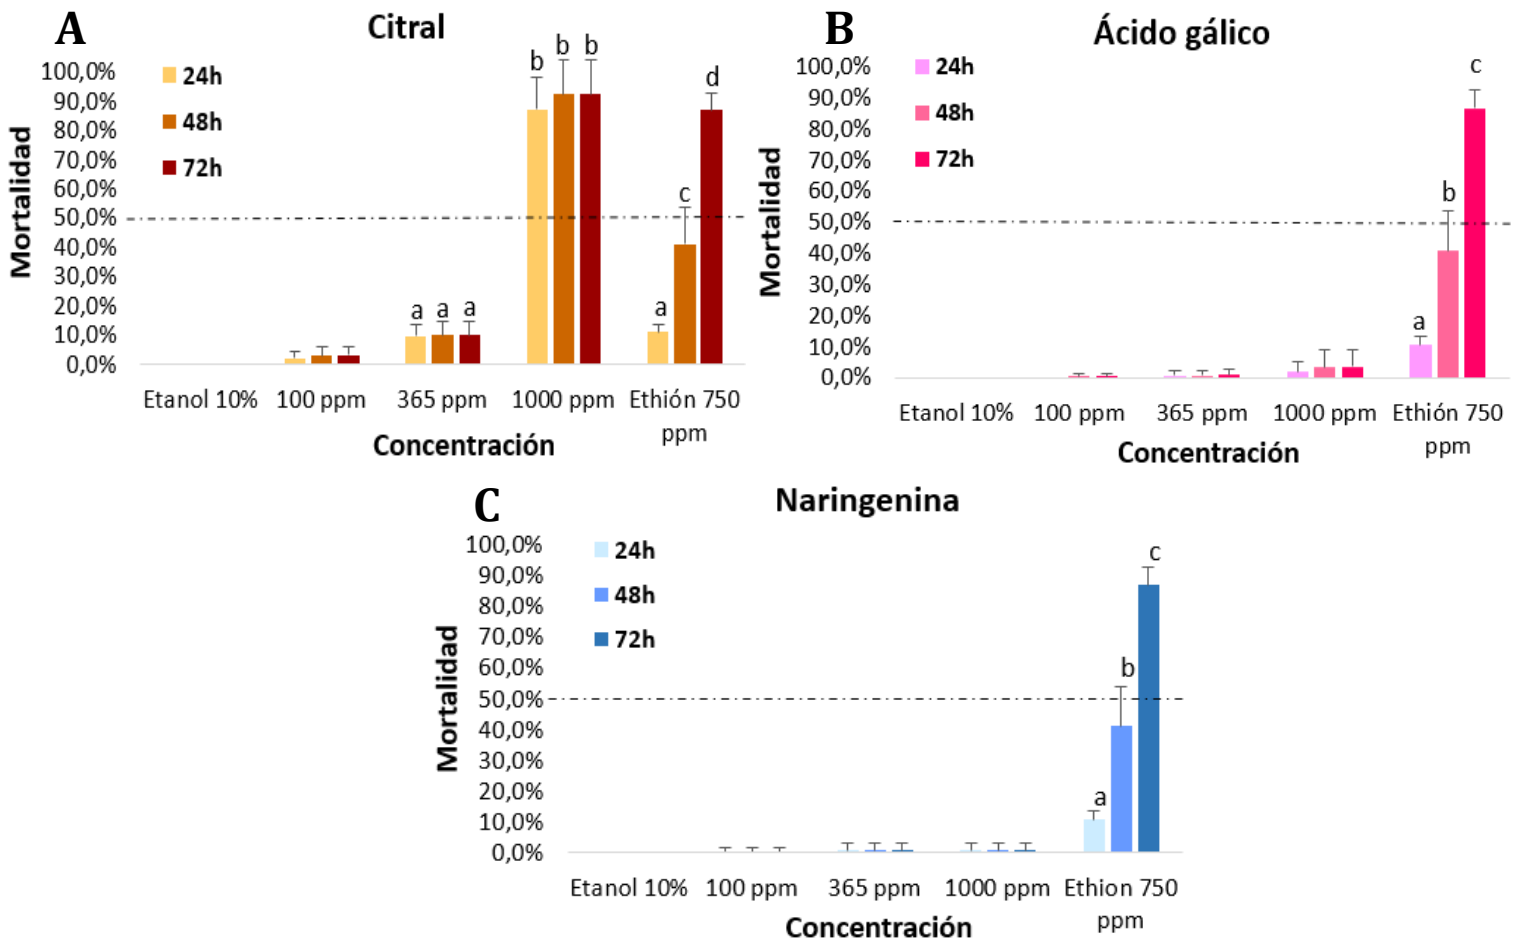 A
Citral
24h
48h
72h
100,0%
90,0%
80,0%
70,0%
60,0%
50,0%
40,0%
30,0%
20,0%
10,0%
0,0%
Mortalidad
a a a
b b b
a
c
d
Etanol 10% 100 ppm 365 ppm 1000 ppm Ethión 750
ppm
Concentración
B
Ácido gálico
24h
48h
72h
100,0%
90,0%
80,0%
70,0%
60,0%
50,0%
40,0%
30,0%
20,0%
10,0%
0,0%
Mortalidad
a
b
c
Etanol 10% 100 ppm 365 ppm 1000 ppm Ethión 750
ppm
Concentración
C
Naringenina
24h
48h
72h
100,0%
90,0%
80,0%
70,0%
60,0%
50,0%
40,0%
30,0%
20,0%
10,0%
0,0%
Mortalidad
a
b
c
Etanol 10% 100 ppm 365 ppm 1000 ppm Ethion 750
ppm
Concentración